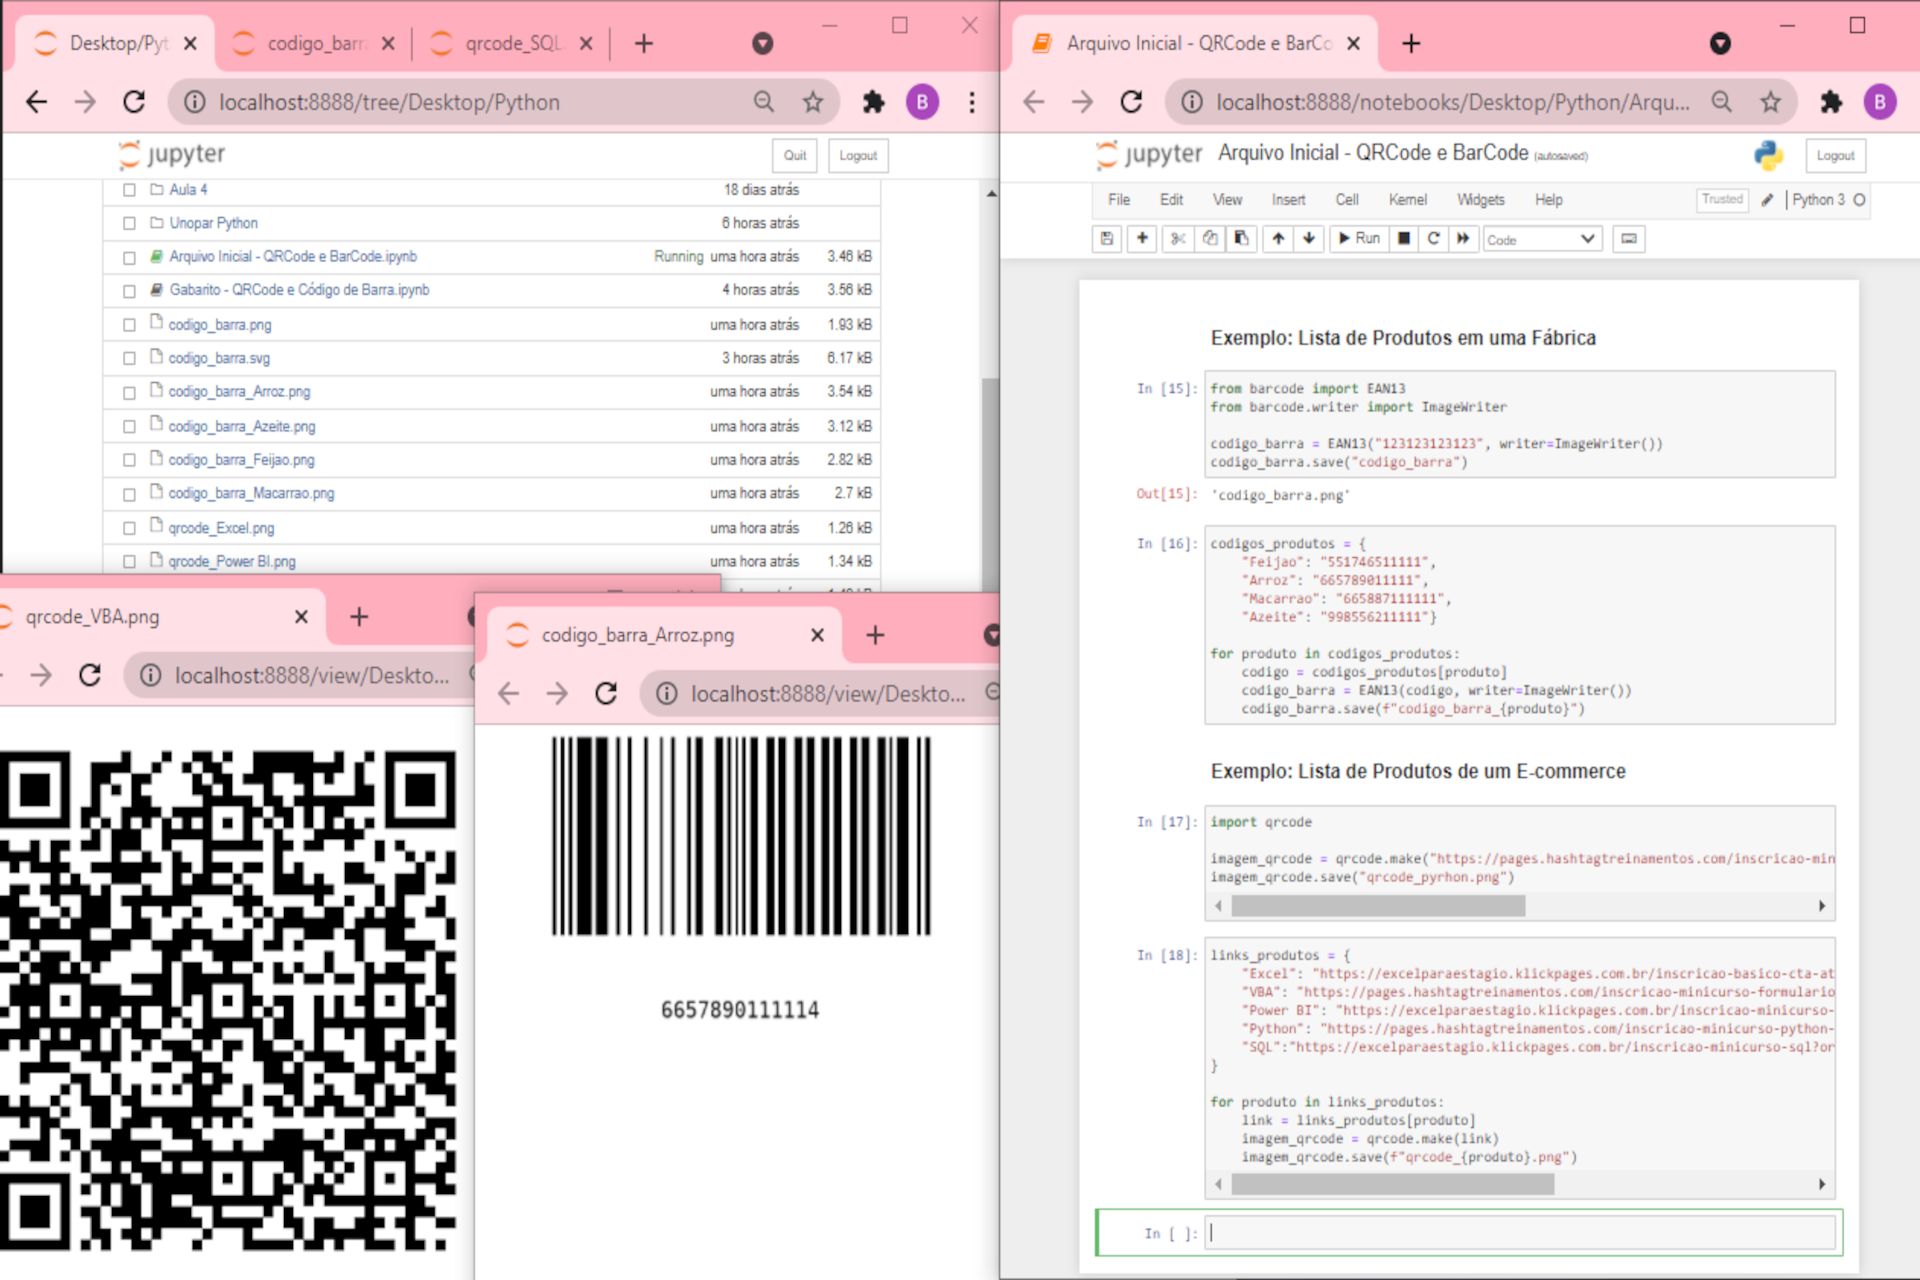 Desktop/Pyt
codigo_barr
qrcode_SQL
localhost:8888/tree/Desktop/Python
B
jupyter
Quit
Logout
Aula 4
18 dias atrás
Unopar Python
6 horas atrás
Arquivo Inicial - QRCode e BarCode.ipynb
Running uma hora atrás
3.46 kB
Gabarito - QRCode e Código de Barra.ipynb
4 horas atrás
3.56 kB
codigo_barra.png
uma hora atrás
1.93 kB
codigo_barra.svg
3 horas atrás
6.17 kB
codigo_barra_Arroz.png
uma hora atrás
3.54 kB
codigo_barra_Azeite.png
uma hora atrás
3.12 kB
codigo_barra_Feijao.png
uma hora atrás
2.82 kB
codigo_barra_Macarrao.png
uma hora atrás
2.7 kB
qrcode_Excel.png
uma hora atrás
1.26 kB
qrcode_Power BI.png
uma hora atrás
1.34 kB
qrcode_VBA.png
localhost:8888/view/Deskto...
codigo_barra_Arroz.png
localhost:8888/view/Deskto...
6657890111114
Arquivo Inicial - QRCode e BarCo
localhost:8888/notebooks/Desktop/Python/Arqu...
B
jupyter Arquivo Inicial - QRCode e BarCode (autosaved)
Logout
File Edit View Insert Cell Kernel Widgets Help
Trusted
Python 3
Run
Code
Exemplo: Lista de Produtos em uma Fábrica
In [15]: from barcode import EAN13
from barcode.writer import ImageWriter
codigo_barra = EAN13("123123123123", writer=ImageWriter())
codigo_barra.save("codigo_barra")
Out[15]: 'codigo_barra.png'
In [16]: codigos_produtos = {
"Feijao": "551746511111",
"Arroz": "665789011111",
"Macarrao": "665887111111",
"Azeite": "998556211111"}
for produto in codigos_produtos:
codigo = codigos_produtos[produto]
codigo_barra = EAN13(codigo, writer=ImageWriter())
codigo_barra.save(f"codigo_barra_{produto}")
Exemplo: Lista de Produtos de um E-commerce
In [17]: import qrcode
imagem_qrcode = qrcode.make("https://pages.hashtagtreinamentos.com/inscricao-min
imagem_qrcode.save("qrcode_pyrhon.png")
In [18]: links_produtos = {
"Excel": "https://excelparaestagio.klickpages.com.br/inscricao-basico-cta-at
"VBA": "https://pages.hashtagtreinamentos.com/inscricao-minicurso-formulario
"Power BI": "https://excelparaestagio.klickpages.com.br/inscricao-minicurso-
"Python": "https://pages.hashtagtreinamentos.com/inscricao-minicurso-python-
"SQL":"https://excelparaestagio.klickpages.com.br/inscricao-minicurso-sql?or
}
for produto in links_produtos:
link = links_produtos[produto]
imagem_qrcode = qrcode.make(link)
imagem_qrcode.save(f"qrcode_{produto}.png")
In [ ]: